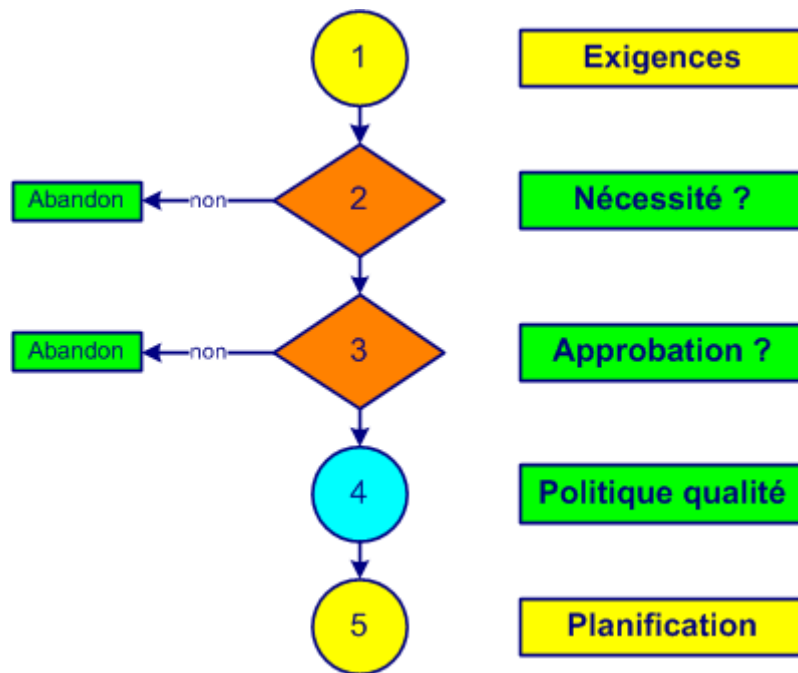 1
Exigences
Abandon
non
2
Nécessité ?
Abandon
non
3
Approbation ?
4
Politique qualité
5
Planification